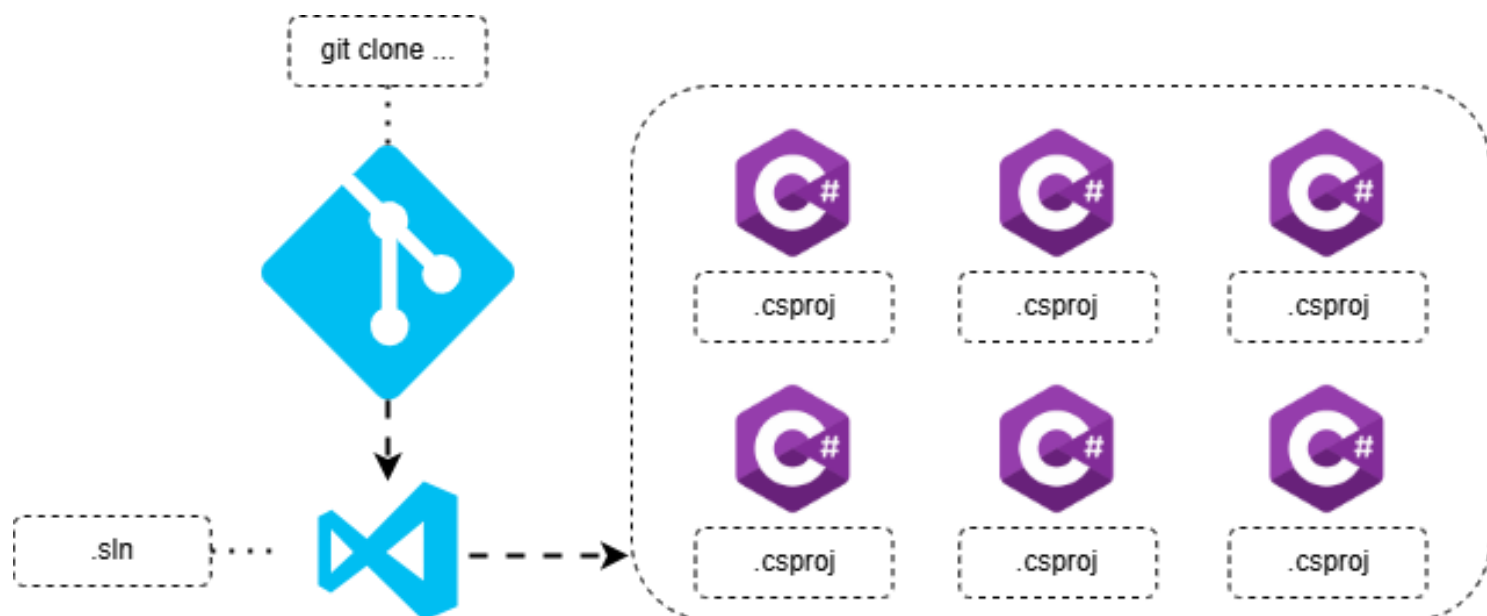 git clone ...
C#
C#
C#
.csproj
.csproj
.csproj
C#
C#
C#
.sln
.csproj
.csproj
.csproj